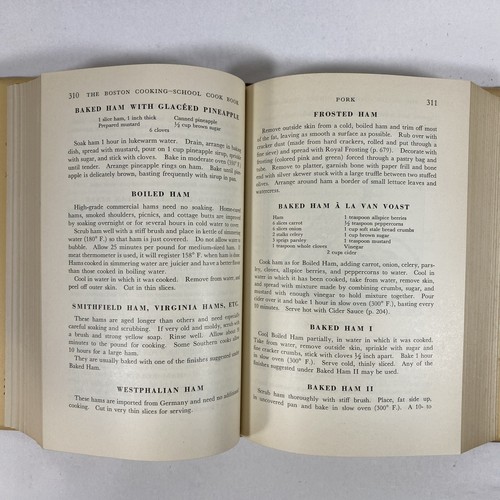 310 THE BOSTON COOKING—SCHOOL COOK BOOK
BAKED HAM WITH GLACÉED PINEAPPLE
1 slice ham, 1 inch thick Canned pineapple
Prepared mustard ½ cup brown sugar
6 cloves
Soak ham 1 hour in lukewarm water. Drain, arrange in baking
dish, spread with mustard, pour on ½ cup pineapple syrup, sprinkle
with sugar, and stick with cloves. Bake in moderate oven (350° F.)
until tender. Arrange pineapple rings on ham. Bake until pine-
apple is delicately brown, basting frequently with syrup in pan.
BOILED HAM
High-grade commercial hams need no soaking. Home-cured
hams, smoked shoulders, picnics, and cottage butts are improved
by soaking overnight or for several hours in cold water to cover.
Scrub ham well with a stiff brush and place in kettle of simmering
water (180° F.) so that ham is just covered. Do not allow water to
bubble. Allow 25 minutes per pound for medium-sized ham. If
meat thermometer is used, it will register 158° F. when ham is done.
Hams cooked in simmering water are juicier and have a better flavor
than those cooked in boiling water.
Cool in water in which it was cooked. Remove from water, and
peel off outer skin. Cut in thin slices.
SMITHFIELD HAM, VIRGINIA HAMS, ETC.
These hams are aged longer than others and need especially
careful soaking and scrubbing. If very old and moldy, scrub with
a brush and strong yellow soap. Rinse well. Allow about
minutes to the pound for cooking. Some Southern cooks allow
10 hours for a large ham.
They are usually baked with one of the finishes suggested under
Baked Ham.
WESTPHALIAN HAM
These hams are imported from Germany and need no additional
cooking. Cut in very thin slices for serving.
PORK 311
FROSTED HAM
Remove outside skin from a cold, boiled ham and trim off most
of the fat, leaving as smooth a surface as possible. Rub over with
cracker dust (made from hard crackers, rolled and put through a
fine sieve) and spread with Royal Frosting (p. 679). Decorate with
frosting (colored pink and green) forced through a pastry bag and
tube. Remove to platter, garnish bone with paper frill and bone
end with silver skewer stuck with a large truffle between two stuffed
olives. Arrange around ham a border of small lettuce leaves and
watercress.
BAKED HAM À LA VAN VOAST
Ham 1 teaspoon allspice berries
6 slices carrot ½ teaspoon peppercorns
6 slices onion 1 cup soft stale bread crumbs
2 stalks celery 1 cup brown sugar
3 sprays parsley 1 teaspoon mustard
1 teaspoon whole cloves Vinegar
2 cups cider
Cook ham as for Boiled Ham, adding carrot, onion, celery, pars-
ley, cloves, allspice berries, and peppercorns to water. Cool in
water in which it has been cooked, take from water, remove skin,
and spread with mixture made by combining crumbs, sugar, and
mustard with enough vinegar to hold mixture together. Pour
cider over it and bake 1 hour in slow oven (300° F.), basting every
10 minutes. Serve hot with Cider Sauce (p. 204).
BAKED HAM I
Cool Boiled Ham partially, in water in which it was cooked.
Take from water, remove outside skin, sprinkle with sugar and
fine cracker crumbs, stick with cloves ½ inch apart. Bake 1 hour
in slow oven (300° F.). Serve cold, thinly sliced. Any of the
finishes suggested under Baked Ham II may be used.
BAKED HAM II
Scrub ham thoroughly with stiff brush. Place, fat side up,
in uncovered pan and bake in slow oven (300° F.). A 10- to